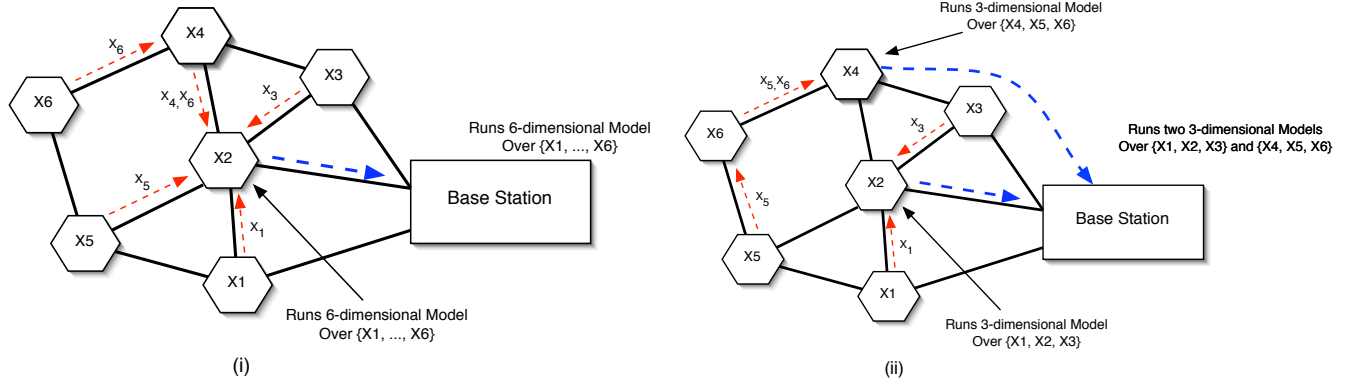 X4
X6
X3
X6
X4,X6
X3
Runs 6-dimensional Model
Over {X1, ..., X6}
X2
X5
Base Station
X5
X1
X1
Runs 6-dimensional Model
Over {X1, ..., X6}
(i)
Runs 3-dimensional Model
Over {X4, X5, X6}
X4
X5,X6
X3
X6
X3
Runs two 3-dimensional Models
Over {X1, X2, X3} and {X4, X5, X6}
X2
X5
Base Station
X5
X1
X1
Runs 3-dimensional Model
Over {X1, X2, X3}
(ii)